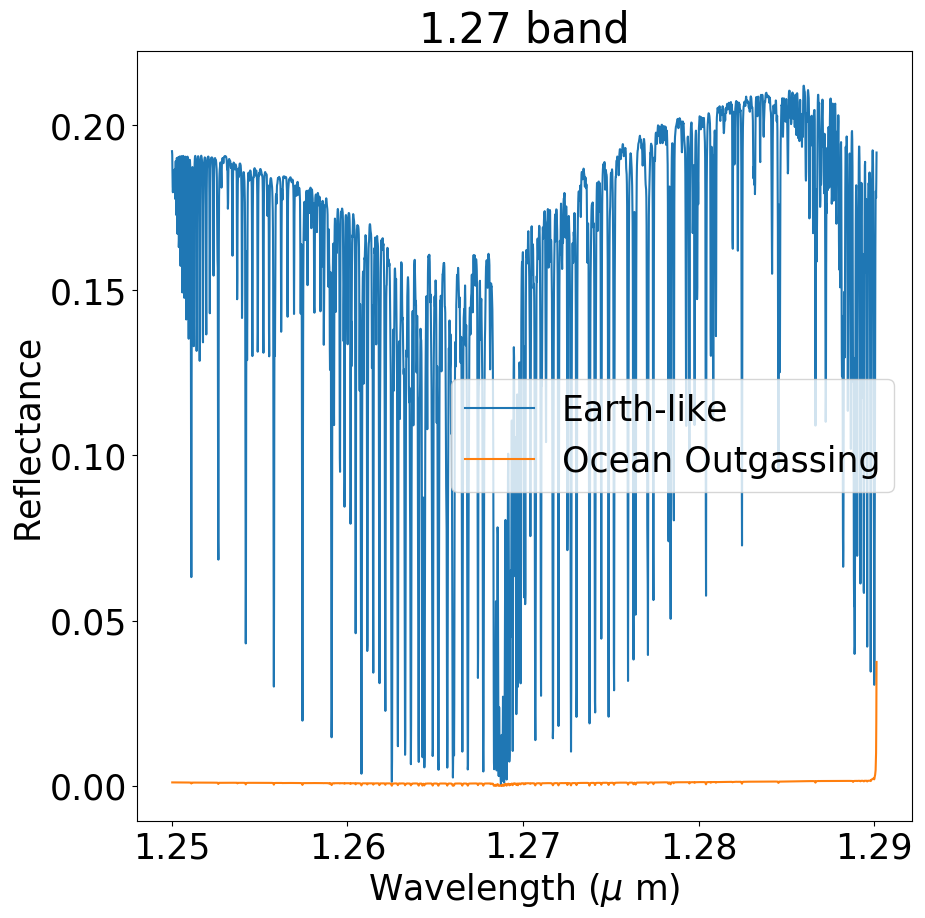 1.27 band
Reflectance
0.20
0.15
0.10
0.05
0.00
Earth-like
Ocean Outgassing
1.25 1.26 1.27 1.28 1.29
Wavelength (μ m)